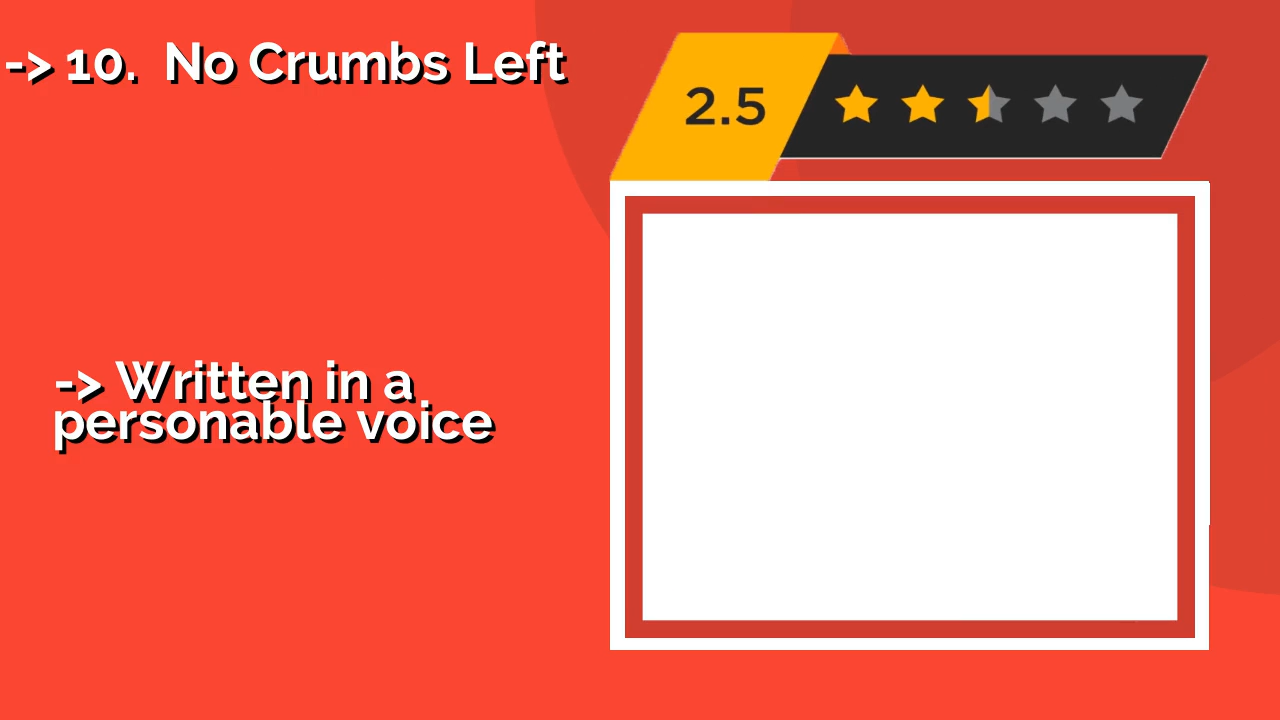 -> 10.  No Crumbs Left
2.5
-> Written in a
personable voice